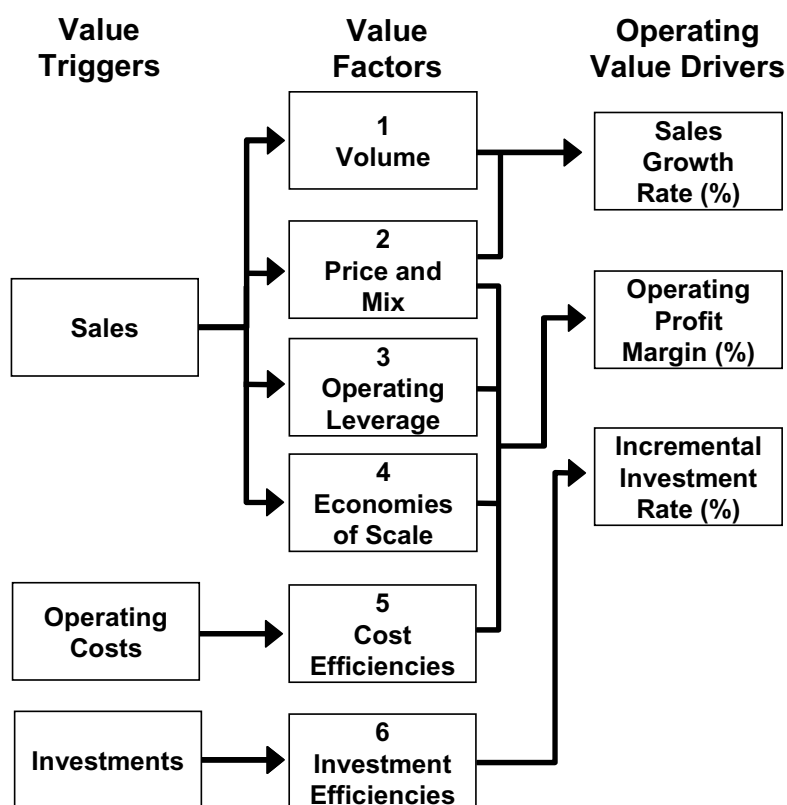 Value
Triggers
Value
Factors
Operating
Value Drivers
1
Volume
2
Price and
Mix
3
Operating
Leverage
4
Economies
of Scale
5
Cost
Efficiencies
6
Investment
Efficiencies
Sales
Operating
Costs
Investments
Sales
Growth
Rate (%)
Operating
Profit
Margin (%)
Incremental
Investment
Rate (%)